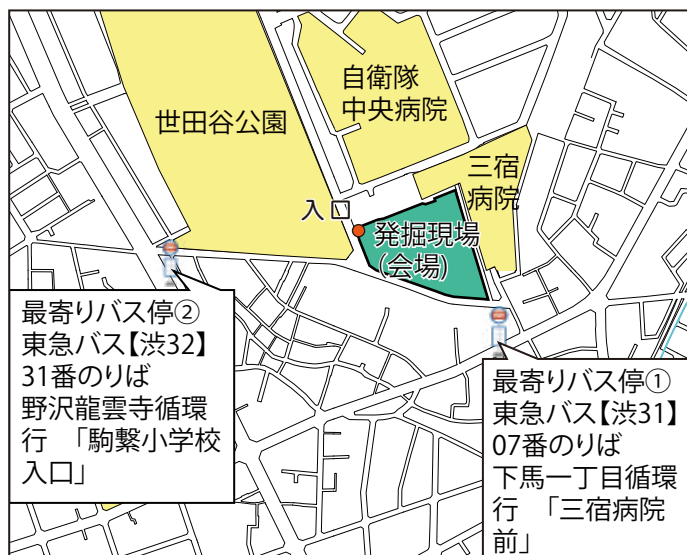 自衛隊
中央病院
世田谷公園
三宿
病院
入口
発掘現場
(会場)
最寄りバス停②
東急バス【渋32】
31番のりば
野沢龍雲寺循環
行　「駒繋小学校
入口」
最寄りバス停①
東急バス【渋31】
07番のりば
下馬一丁目循環
行　「三宿病院
前」